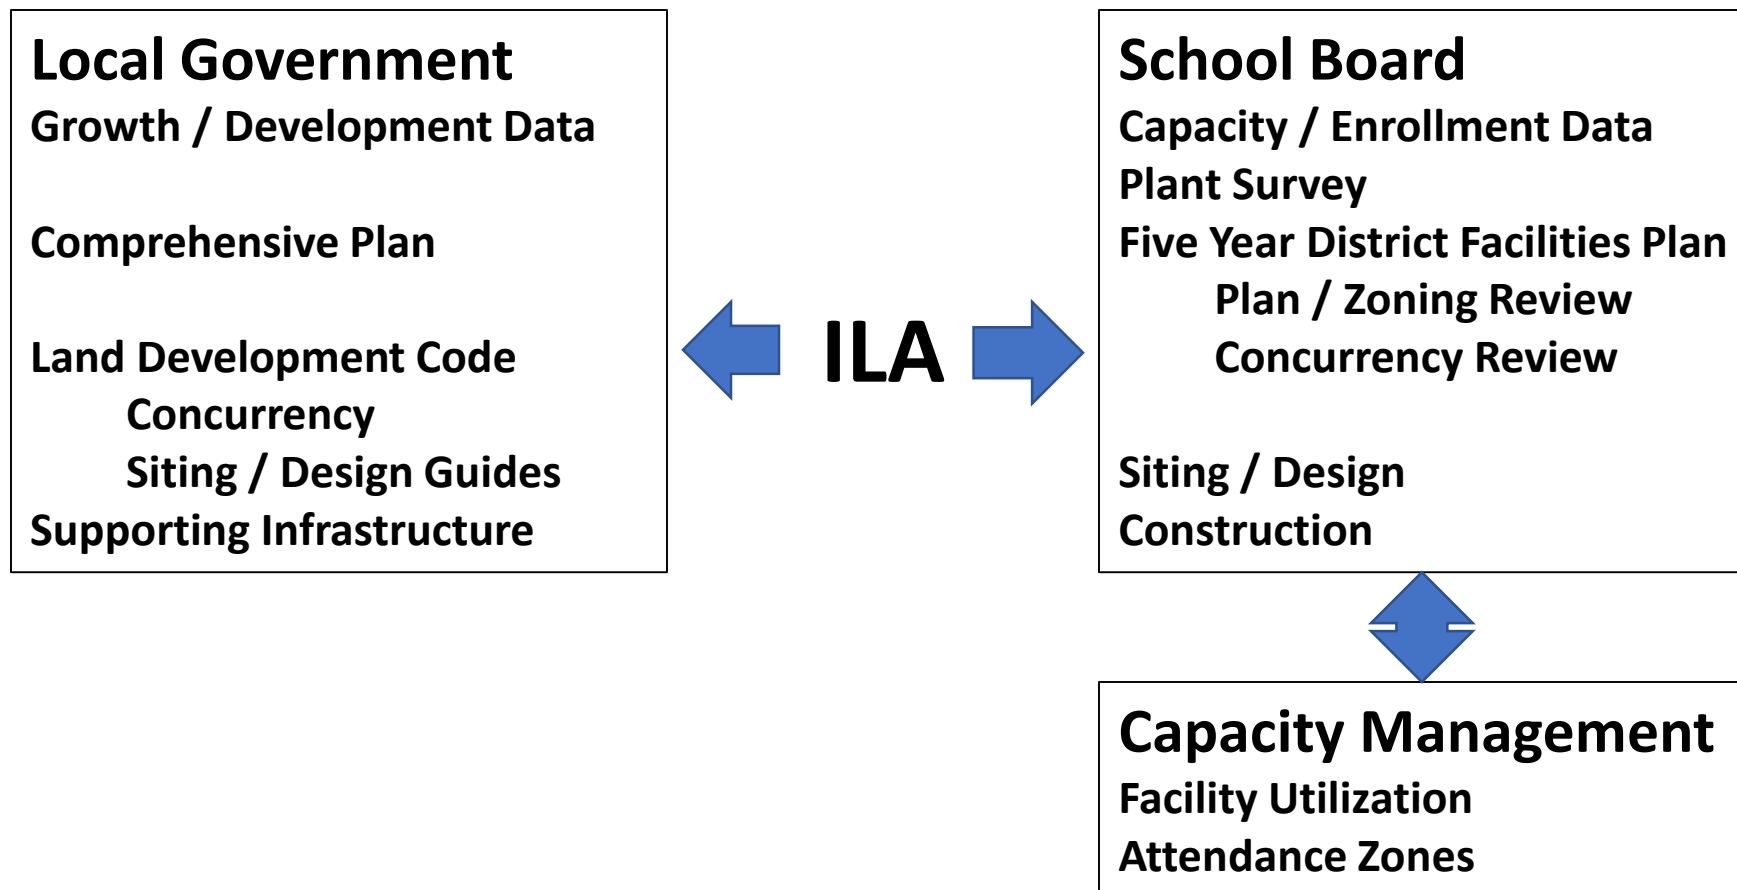 Local Government
Growth / Development Data
Comprehensive Plan
Land Development Code
Concurrency
Siting / Design Guides
Supporting Infrastructure
ILA
School Board
Capacity / Enrollment Data
Plant Survey
Five Year District Facilities Plan
Plan / Zoning Review
Concurrency Review
Siting / Design
Construction
Capacity Management
Facility Utilization
Attendance Zones